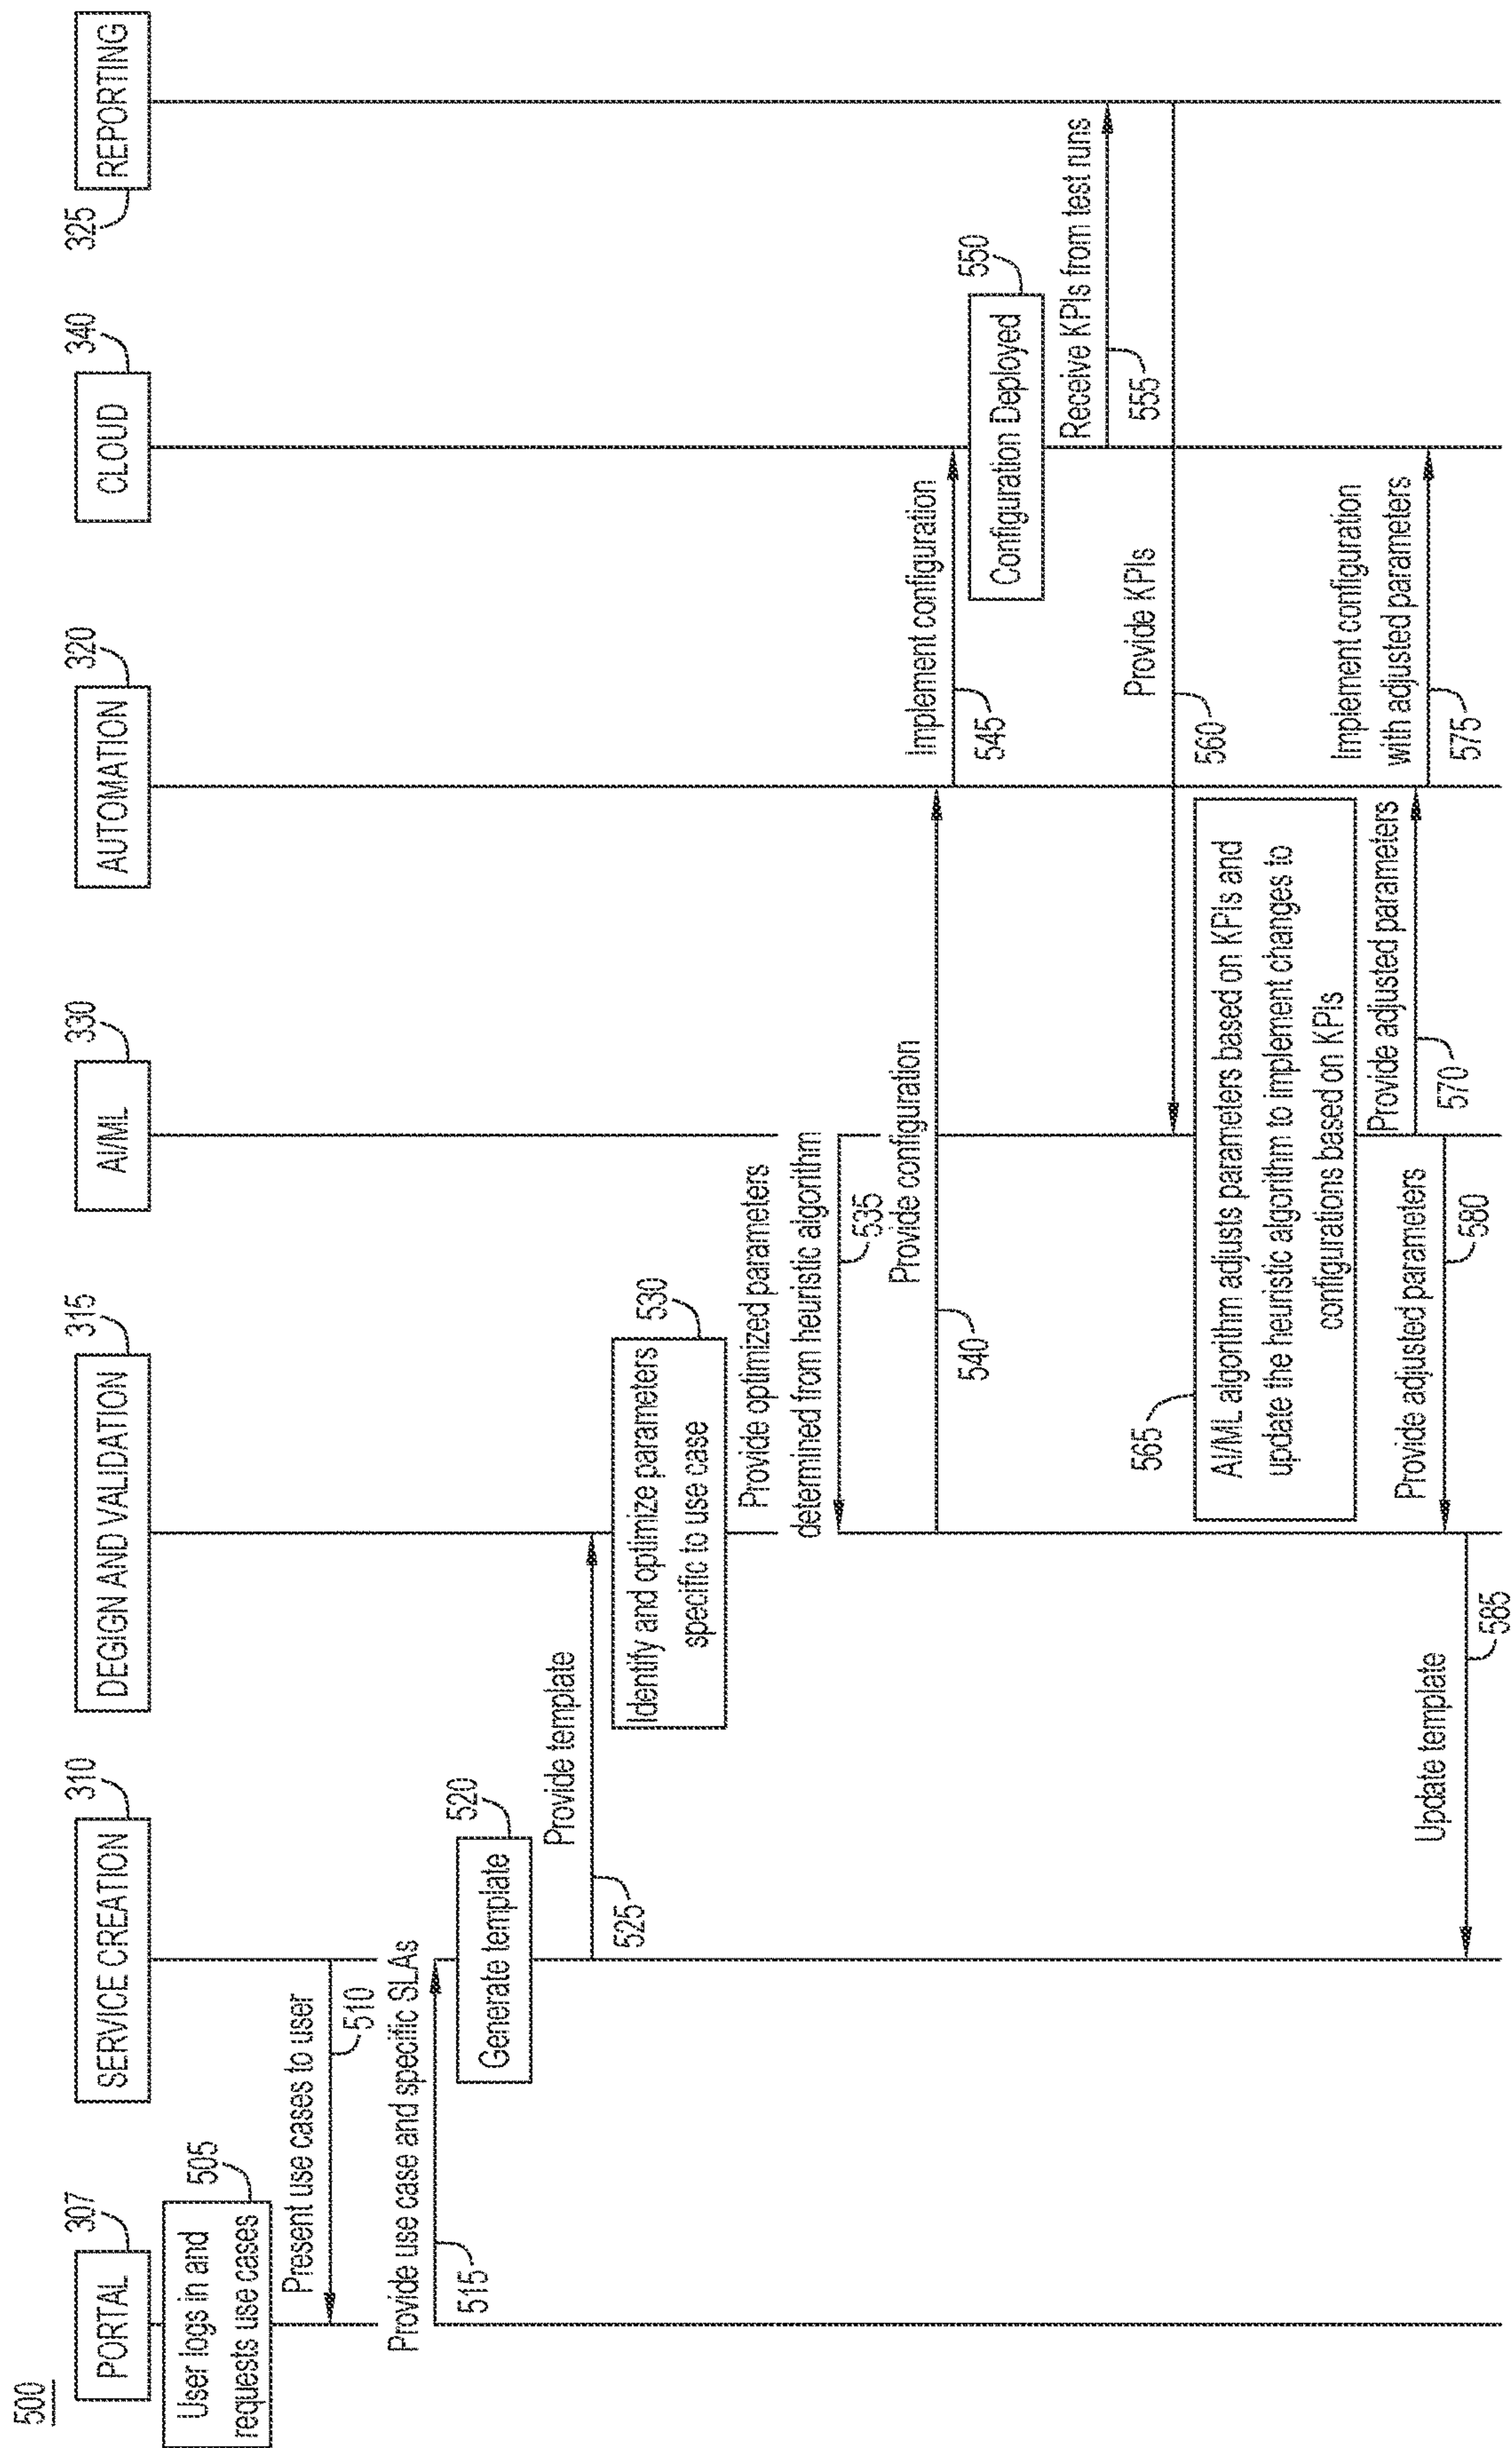 500
PORTAL
307
SERVICE CREATION
310
DEGIGN AND VALIDATION
315
AI/ML
330
AUTOMATION
320
CLOUD
340
REPORTING
325
User logs in and
requests use cases
505
Present use cases to user
510
Provide use case and specific SLAs
515
Generate template
520
Provide template
525
Identify and optimize parameters
specific to use case
530
Provide optimized parameters
determined from heuristic algorithm
535
Provide configuration
540
Implement configuration
545
Configuration Deployed
550
Receive KPIs from test runs
555
Provide KPIs
560
565
AI/ML algorithm adjusts parameters based on KPIs and
update the heuristic algorithm to implement changes to
configurations based on KPIs
Provide adjusted parameters
570
Implement configuration
with adjusted parameters
575
Provide adjusted parameters
580
Update template
585